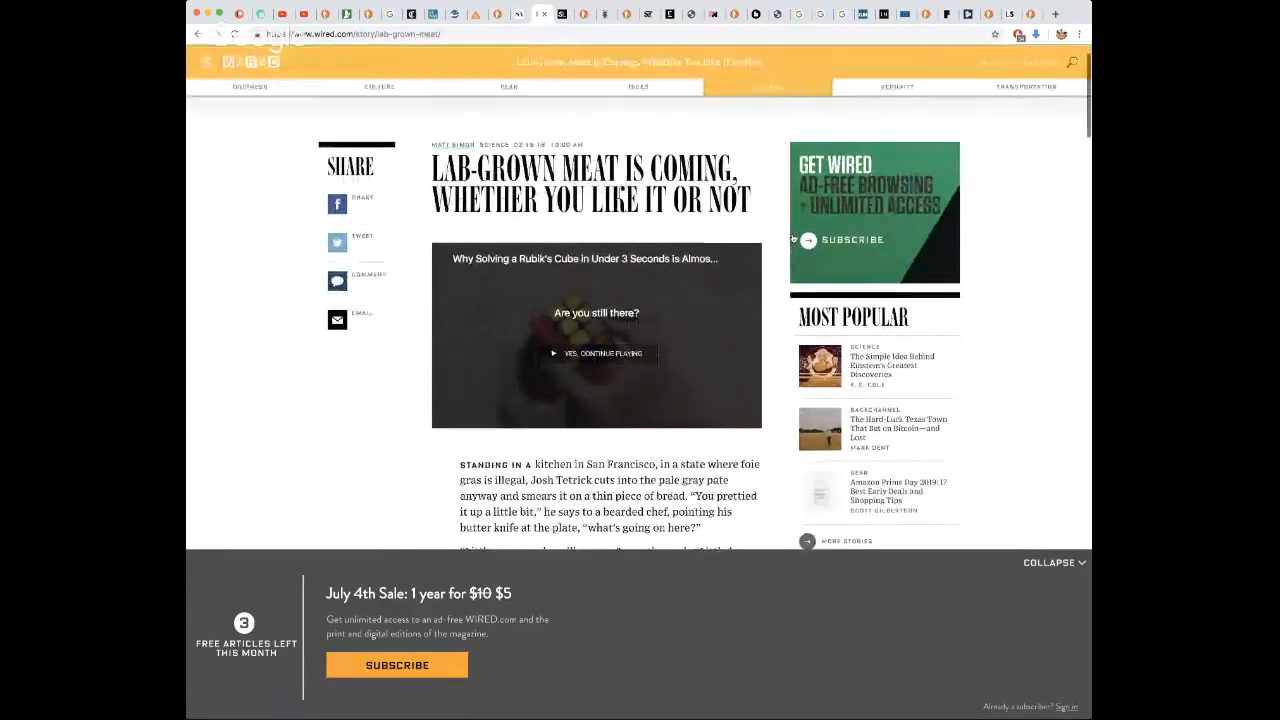 https://www.wired.com/story/lab-grown-meat/
WIRED
CULTURE
GEAR
IDEAS
SECURITY
TRANSPORTATION
SHARE
SHARE
TWEET
COMMENT
EMAIL
MATT SIMON SCIENCE 02.16.18 10:00 AM
LAB-GROWN MEAT IS COMING,
WHETHER YOU LIKE IT OR NOT
Why Solving a Rubik's Cube in Under 3 Seconds is Almos...
Are you still there?
YES, CONTINUE PLAYING
STANDING IN A kitchen in San Francisco, in a state where foie
gras is illegal, Josh Tetrick cuts into the pale gray pate
anyway and smears it on a thin piece of bread. “You prettied
it up a little bit,” he says to a bearded chef, pointing his
butter knife at the plate, “what's going on here?”
GET WIRED
AD-FREE BROWSING
+ UNLIMITED ACCESS
SUBSCRIBE
MOST POPULAR
SCIENCE
The Simple Idea Behind
Einstein's Greatest
Discoveries
K. C. COLE
BACKCHANNEL
The Hard-Luck Texas Town
That Bet on Bitcoin—and
Lost
MARK DENT
GEAR
Amazon Prime Day 2019: 17
Best Early Deals and
Shopping Tips
SCOTT GILBERTSON
MORE STORIES
COLLAPSE
3
FREE ARTICLES LEFT
THIS MONTH
July 4th Sale: 1 year for $10 $5
Get unlimited access to an ad-free WIRED.com and the
print and digital editions of the magazine.
SUBSCRIBE
Already a subscriber? Sign in